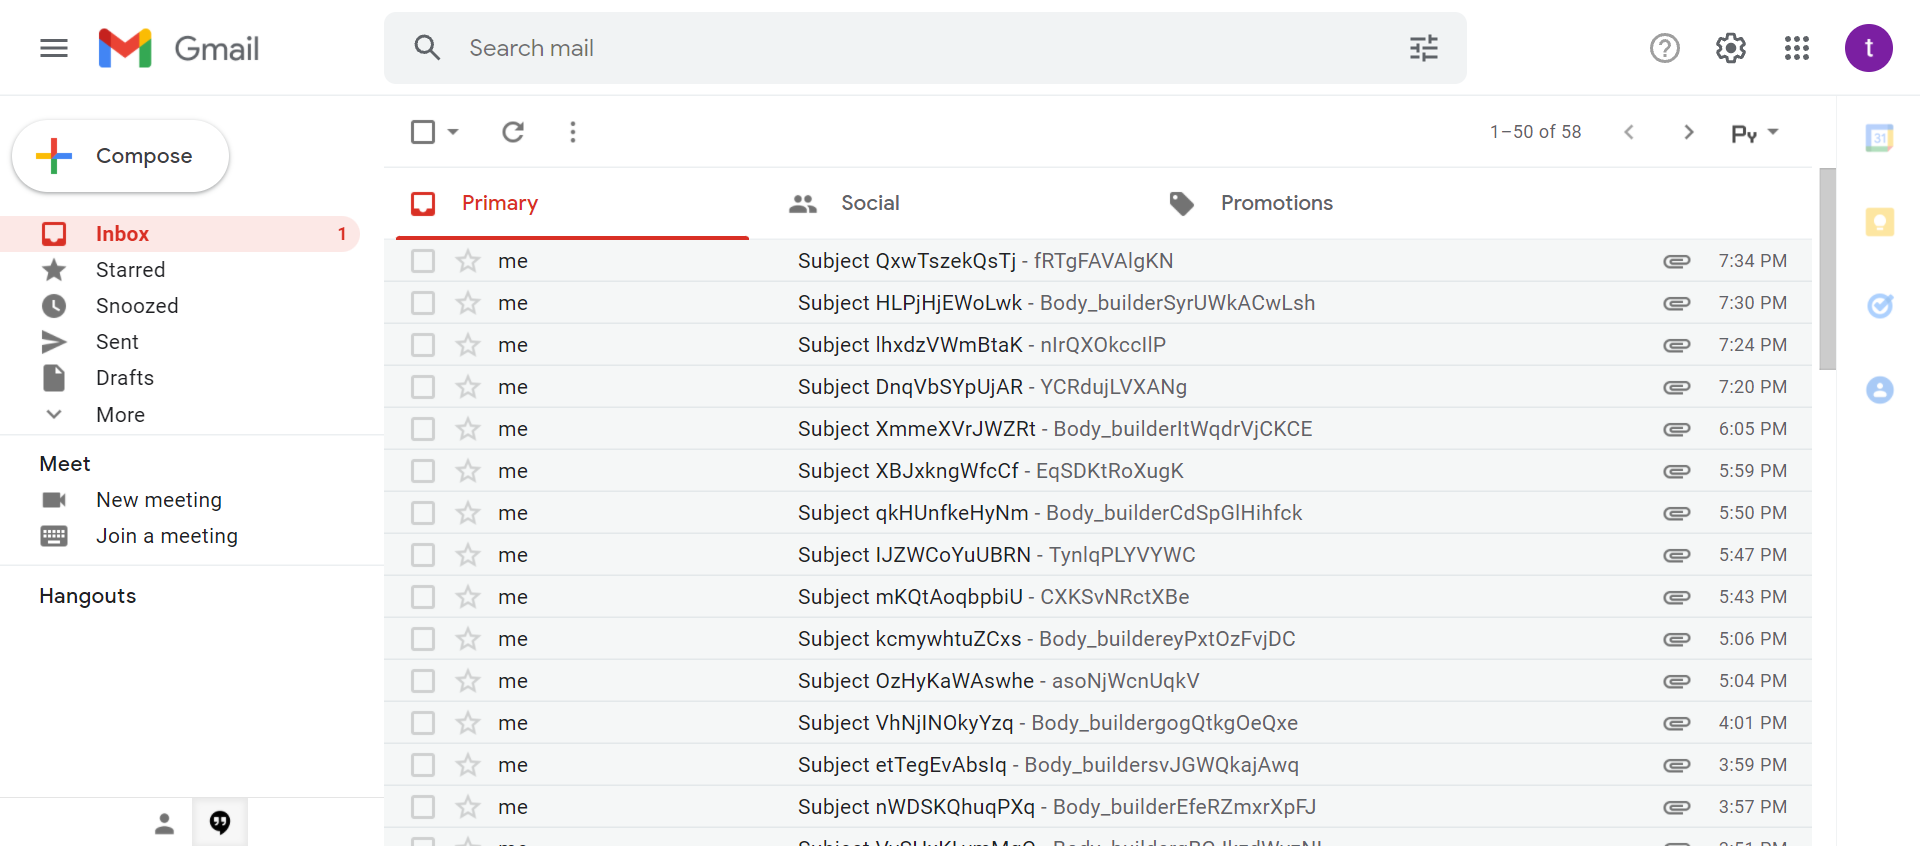 Gmail
Search mail
t
Compose
1–50 of 58
31
Inbox 1
Starred
Snoozed
Sent
Drafts
More
Meet
New meeting
Join a meeting
Hangouts
Primary Social Promotions
me Subject QxwTszekQsTj - fRTgFAVAlgKN 7:34 PM
me Subject HLPjHjEWoLwk - Body_builderSyrUWkACwLsh 7:30 PM
me Subject lhxdzVWmBtaK - nIrQXOkccIlP 7:24 PM
me Subject DnqVbSYpUjAR - YCRdujLVXANg 7:20 PM
me Subject XmmeXVrJWZRt - Body_builderItWqdrVjCKCE 6:05 PM
me Subject XBJxkngWfcCf - EqSDKtRoXugK 5:59 PM
me Subject qkHUnfkeHyNm - Body_builderCdSpGlHihfck 5:50 PM
me Subject IJZWCoYuUBRN - TynlqPLYVYWC 5:47 PM
me Subject mKQtAoqbpbiU - CXKSvNRctXBe 5:43 PM
me Subject kcmywhtuZCxs - Body_buildereyPxtOzFvjDC 5:06 PM
me Subject OzHyKaWAswhe - asoNjWcnUqkV 5:04 PM
me Subject VhNjINOkyYzq - Body_buildergogQtkgOeQxe 4:01 PM
me Subject etTegEvAbsIq - Body_buildersvJGWQkajAwq 3:59 PM
me Subject nWDSKQhuqPXq - Body_builderEfeRZmxrXpFJ 3:57 PM
me Subject